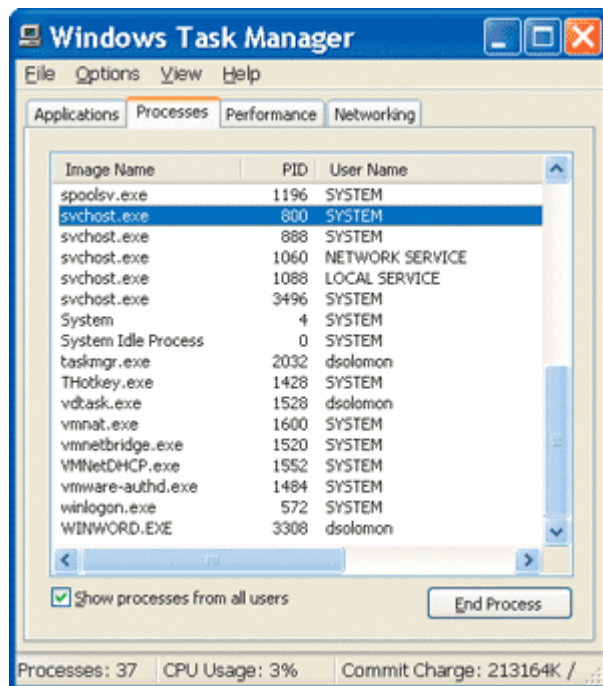 Windows Task Manager
File Options View Help
Applications Processes Performance Networking
Image Name PID User Name
spoolsv.exe 1196 SYSTEM
svchost.exe 800 SYSTEM
svchost.exe 888 SYSTEM
svchost.exe 1060 NETWORK SERVICE
svchost.exe 1088 LOCAL SERVICE
svchost.exe 3496 SYSTEM
System 4 SYSTEM
System Idle Process 0 SYSTEM
taskmgr.exe 2032 dsolomon
THotkey.exe 1428 SYSTEM
vdtask.exe 1528 dsolomon
vmnat.exe 1600 SYSTEM
vmnetbridge.exe 1520 SYSTEM
VMNetDHCP.exe 1552 SYSTEM
vmware-authd.exe 1484 SYSTEM
winlogon.exe 572 SYSTEM
WINWORD.EXE 3308 dsolomon
Show processes from all users End Process
Processes: 37 CPU Usage: 3% Commit Charge: 213164K /